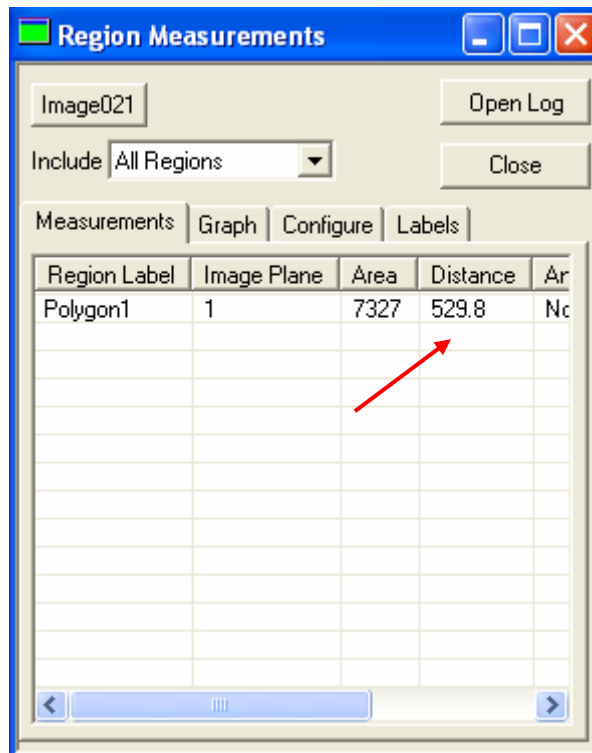 Region Measurements
Image021
Open Log
Include All Regions
Close
Measurements Graph Configure Labels
Region Label Image Plane Area Distance
Polygon1 1 7327 529.8